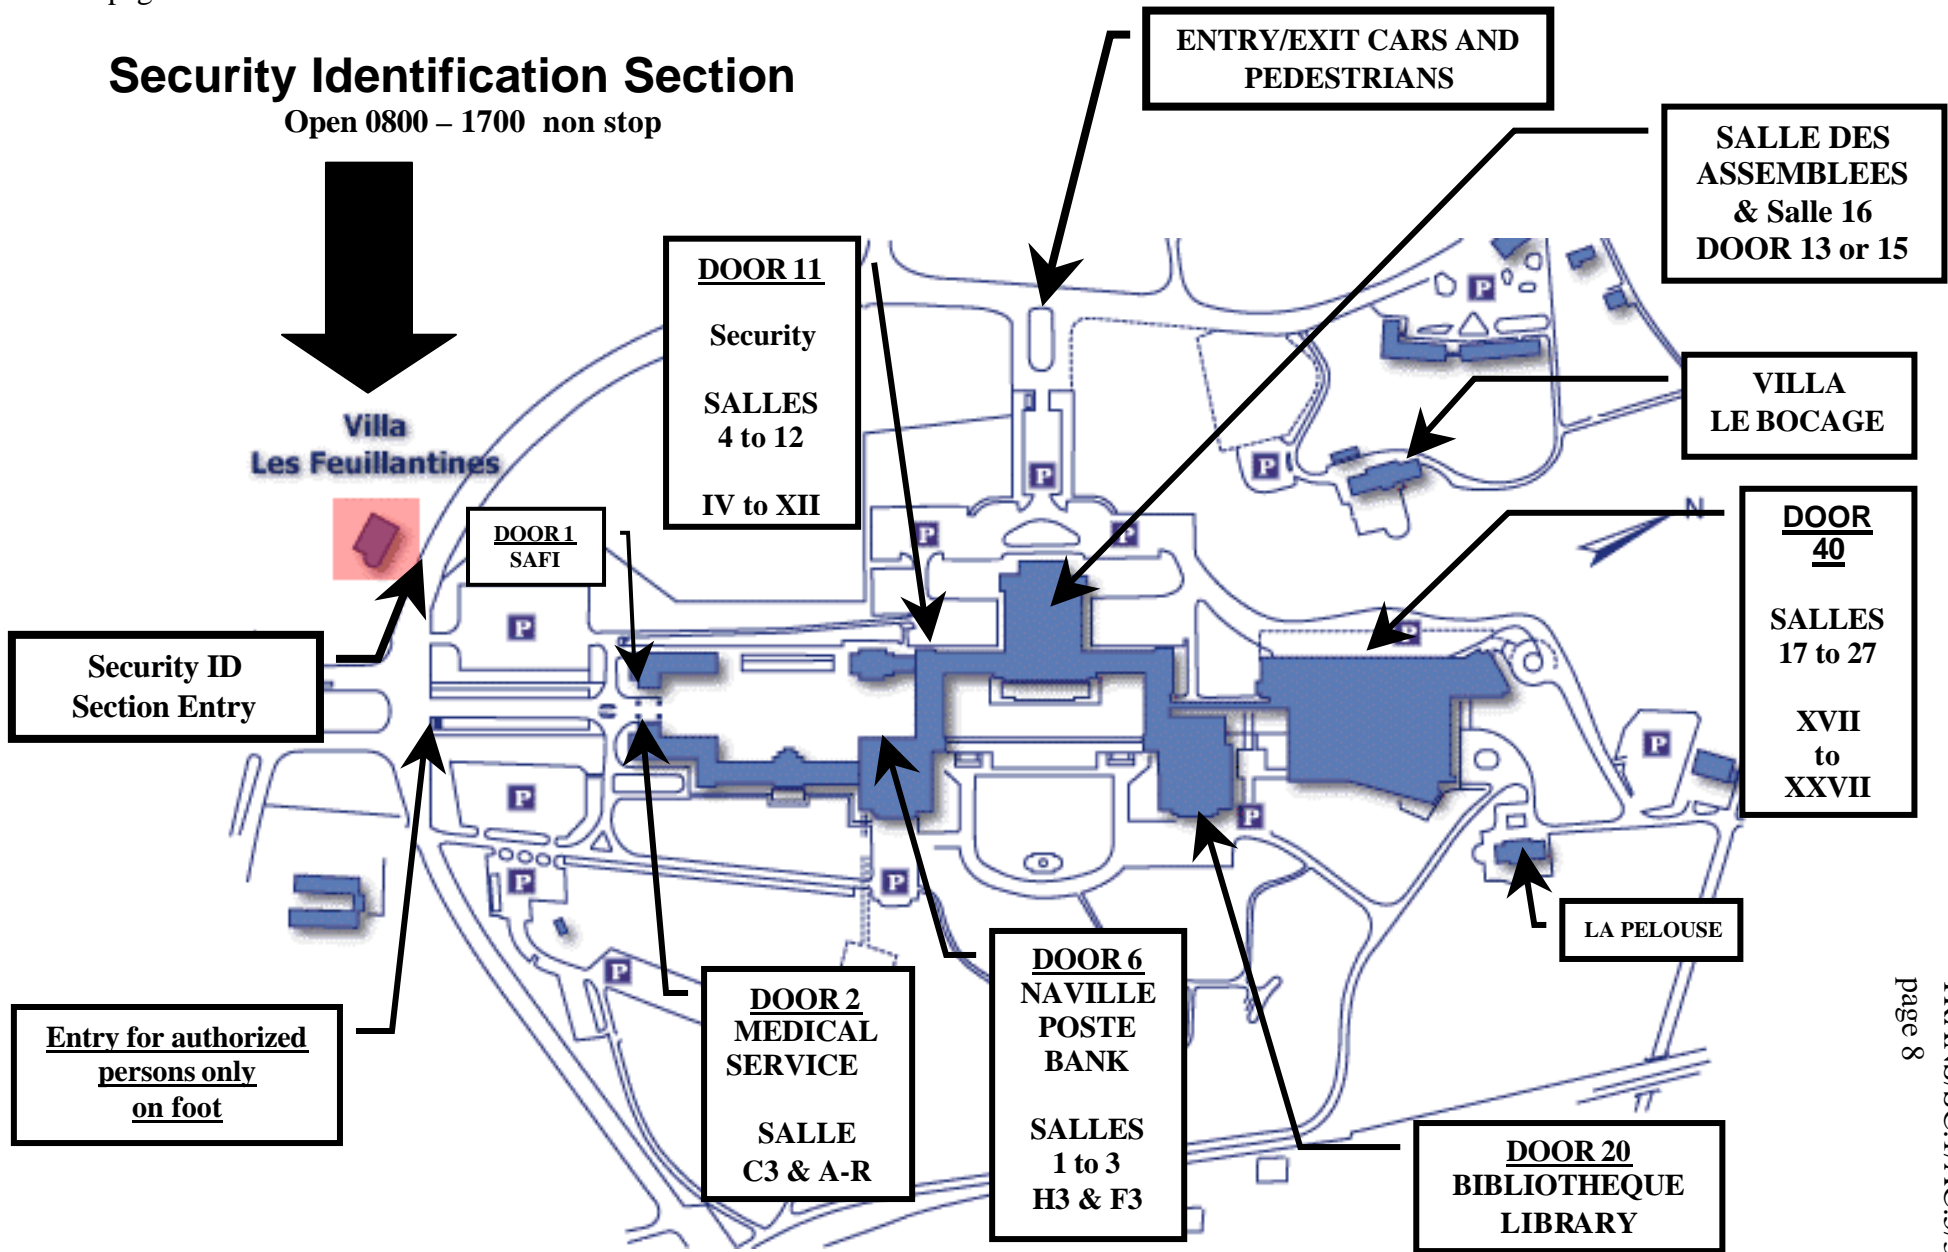 Security Identification Section
Open 0800 – 1700 non stop
ENTRY/EXIT CARS AND
PEDESTRIANS
SALLE DES
ASSEMBLEES
& Salle 16
DOOR 13 or 15
DOOR 11
Security
SALLES
4 to 12
IV to XII
VILLA
LE BOCAGE
Villa
Les Feuillantines
DOOR 1
SAFI
N
DOOR
40
SALLES
17 to 27
XVII
to
XXVII
Security ID
Section Entry
P
P
P
P
P
P
P
P
P
P
P
P
P
LA PELOUSE
Entry for authorized
persons only
on foot
DOOR 2
MEDICAL
SERVICE
SALLE
C3 & A-R
DOOR 6
NAVILLE
POSTE
BANK
SALLES
1 to 3
H3 & F3
DOOR 20
BIBLIOTHEQUE
LIBRARY
page 8